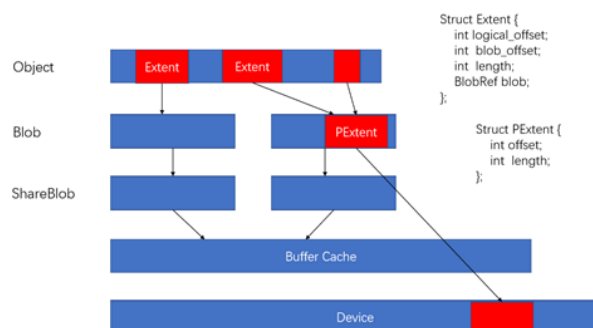 Struct Extent {
int logical_offset;
int blob_offset;
int length;
BlobRef blob;
};
Object
Extent
Extent
Struct PExtent {
int offset;
int length;
};
Blob
PExtent
ShareBlob
Buffer Cache
Device